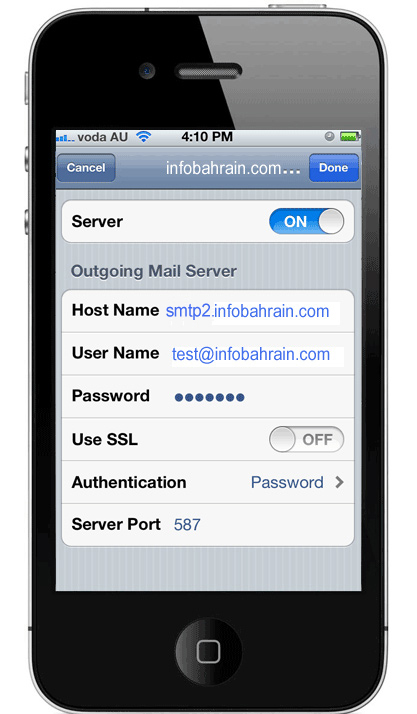 voda AU 4:10 PM
Cancel infobahrain.com... Done
Server ON
Outgoing Mail Server
Host Name smtp2.infobahrain.com
User Name test@infobahrain.com
Password ●●●●●●●
Use SSL OFF
Authentication Password
Server Port 587